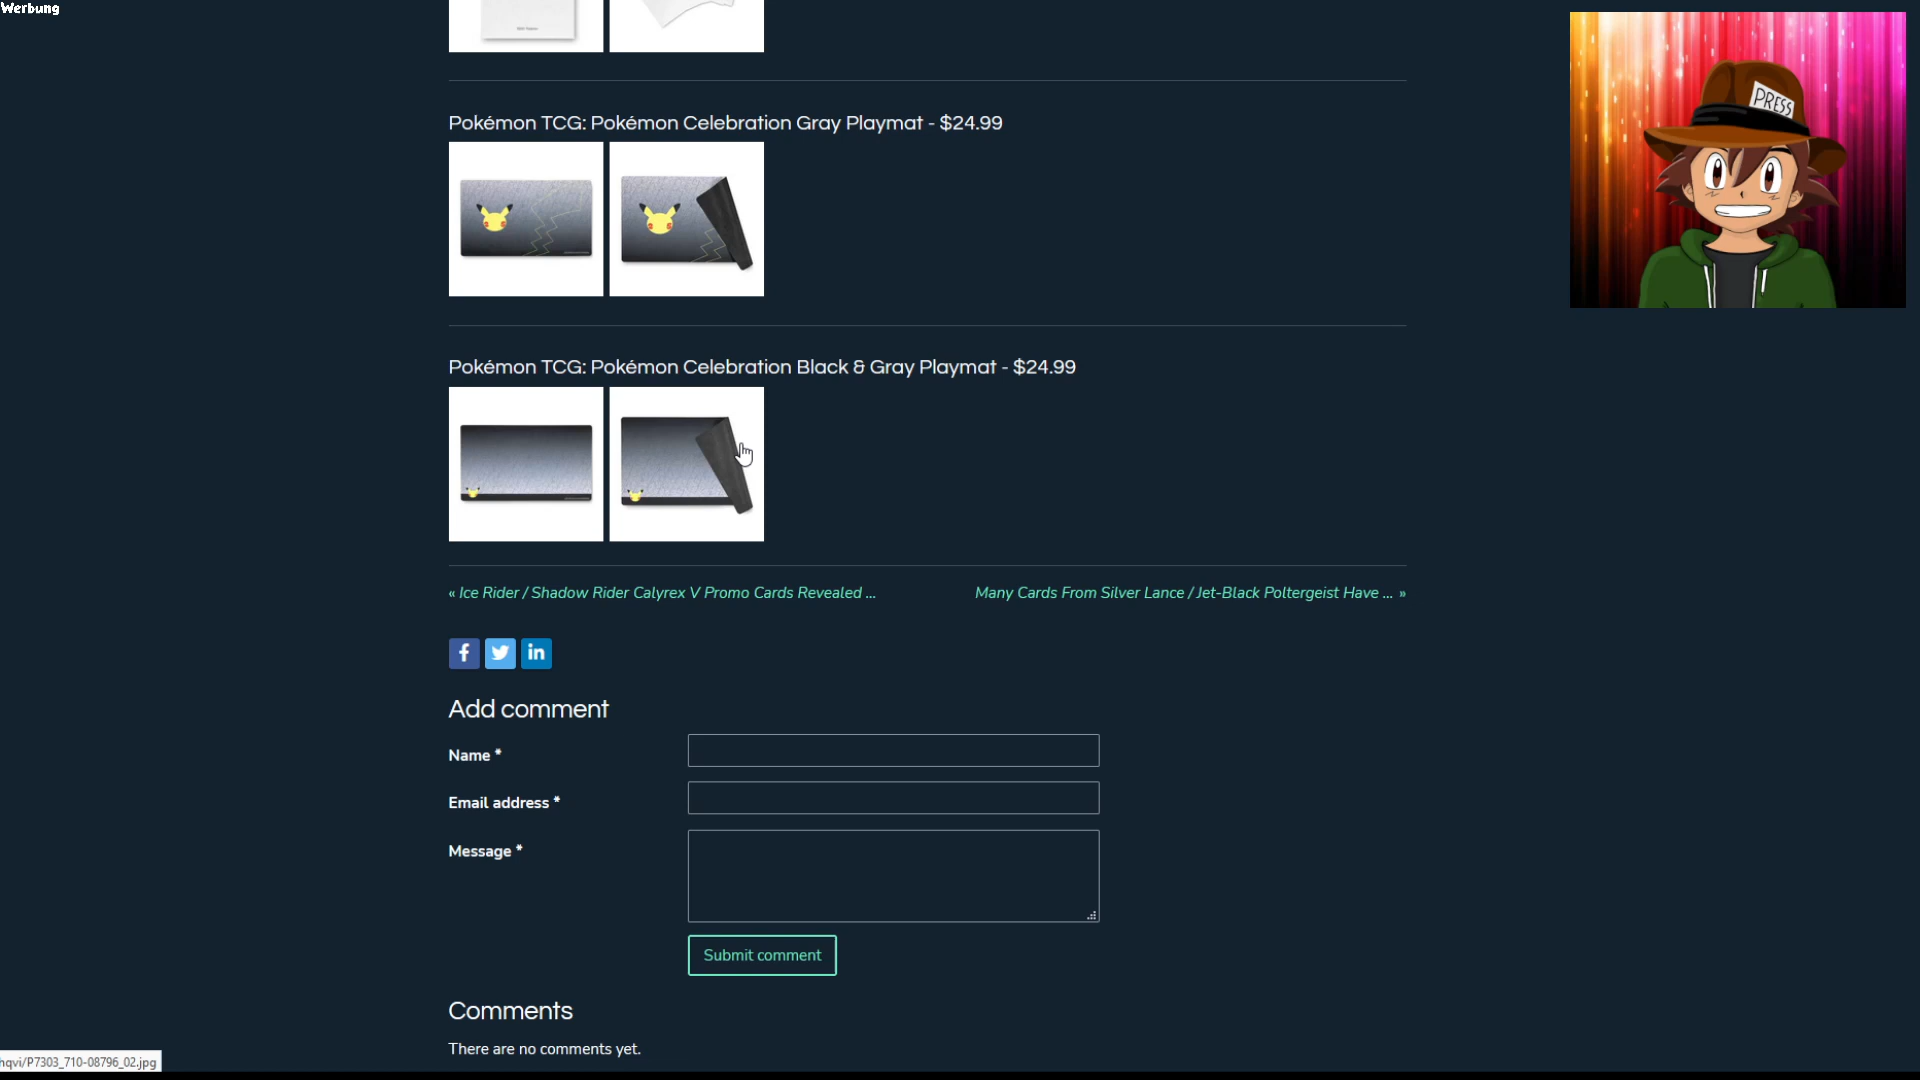 Werbung
PRESS
Pokémon TCG: Pokémon Celebration Gray Playmat - $24.99
Pokémon TCG: Pokémon Celebration Black & Gray Playmat - $24.99
« Ice Rider / Shadow Rider Calyrex V Promo Cards Revealed ...
Many Cards From Silver Lance / Jet-Black Poltergeist Have ... »
f
in
Add comment
Name *
Email address *
Message *
Submit comment
Comments
There are no comments yet.
hqvi/P7303_710-08796_02.jpg